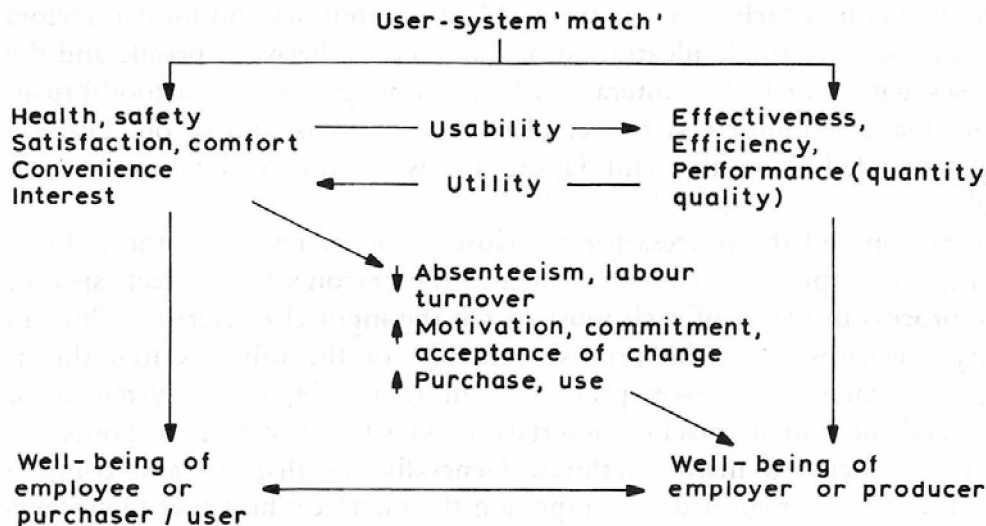 User-system 'match'
Health, safety
Satisfaction, comfort
Convenience
Interest
Usability
Utility
Effectiveness,
Efficiency,
Performance (quantity
quality)
Absenteeism, labour
turnover
Motivation, commitment,
acceptance of change
Purchase, use
Well-being of
employee or
purchaser / user
Well-being of
employer or producer